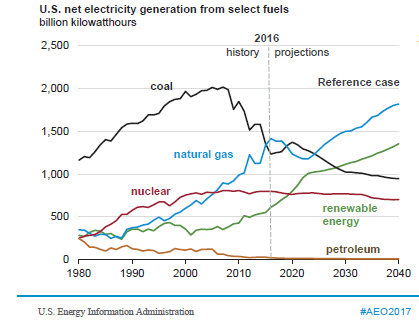 U.S. net electricity generation from select fuels
billion kilowatthours
2016
history projections
2,500
2,000
1,500
1,000
500
0
coal
Reference case
natural gas
nuclear
renewable
energy
petroleum
1980 1990 2000 2010 2020 2030 2040
U.S. Energy Information Administration #AEO2017